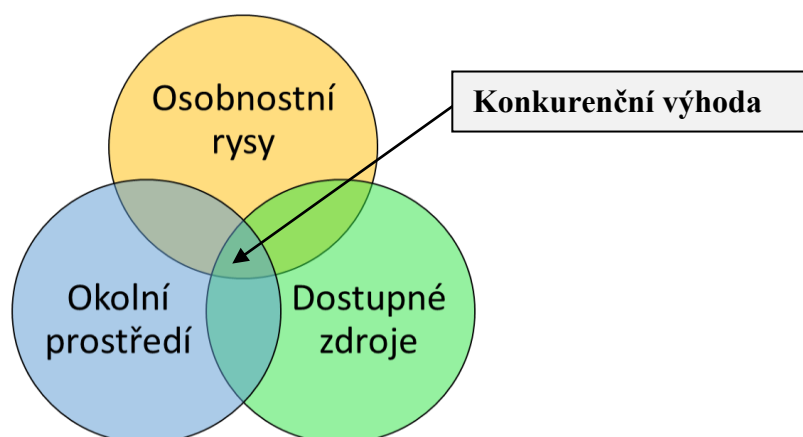 Osobnostní
rysy
Konkurenční výhoda
Okolní
prostředí
Dostupné
zdroje